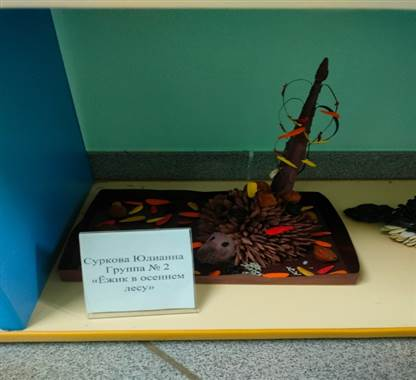 Суркова Юлианна
Группа № 2
«Ёжик в осеннем
лесу»